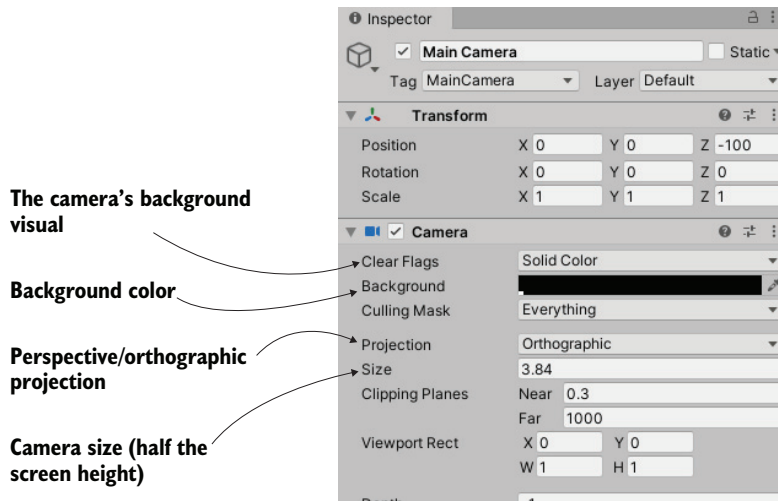 Inspector
Main Camera
Static
Tag MainCamera Layer Default
Transform
Position X 0 Y 0 Z -100
Rotation X 0 Y 0 Z 0
Scale X 1 Y 1 Z 1
The camera's background
visual
Camera
Clear Flags Solid Color
Background color
Background
Culling Mask Everything
Perspective/orthographic
projection
Projection Orthographic
Size 3.84
Clipping Planes Near 0.3
Far 1000
Camera size (half the
screen height)
Viewport Rect X 0 Y 0
W 1 H 1